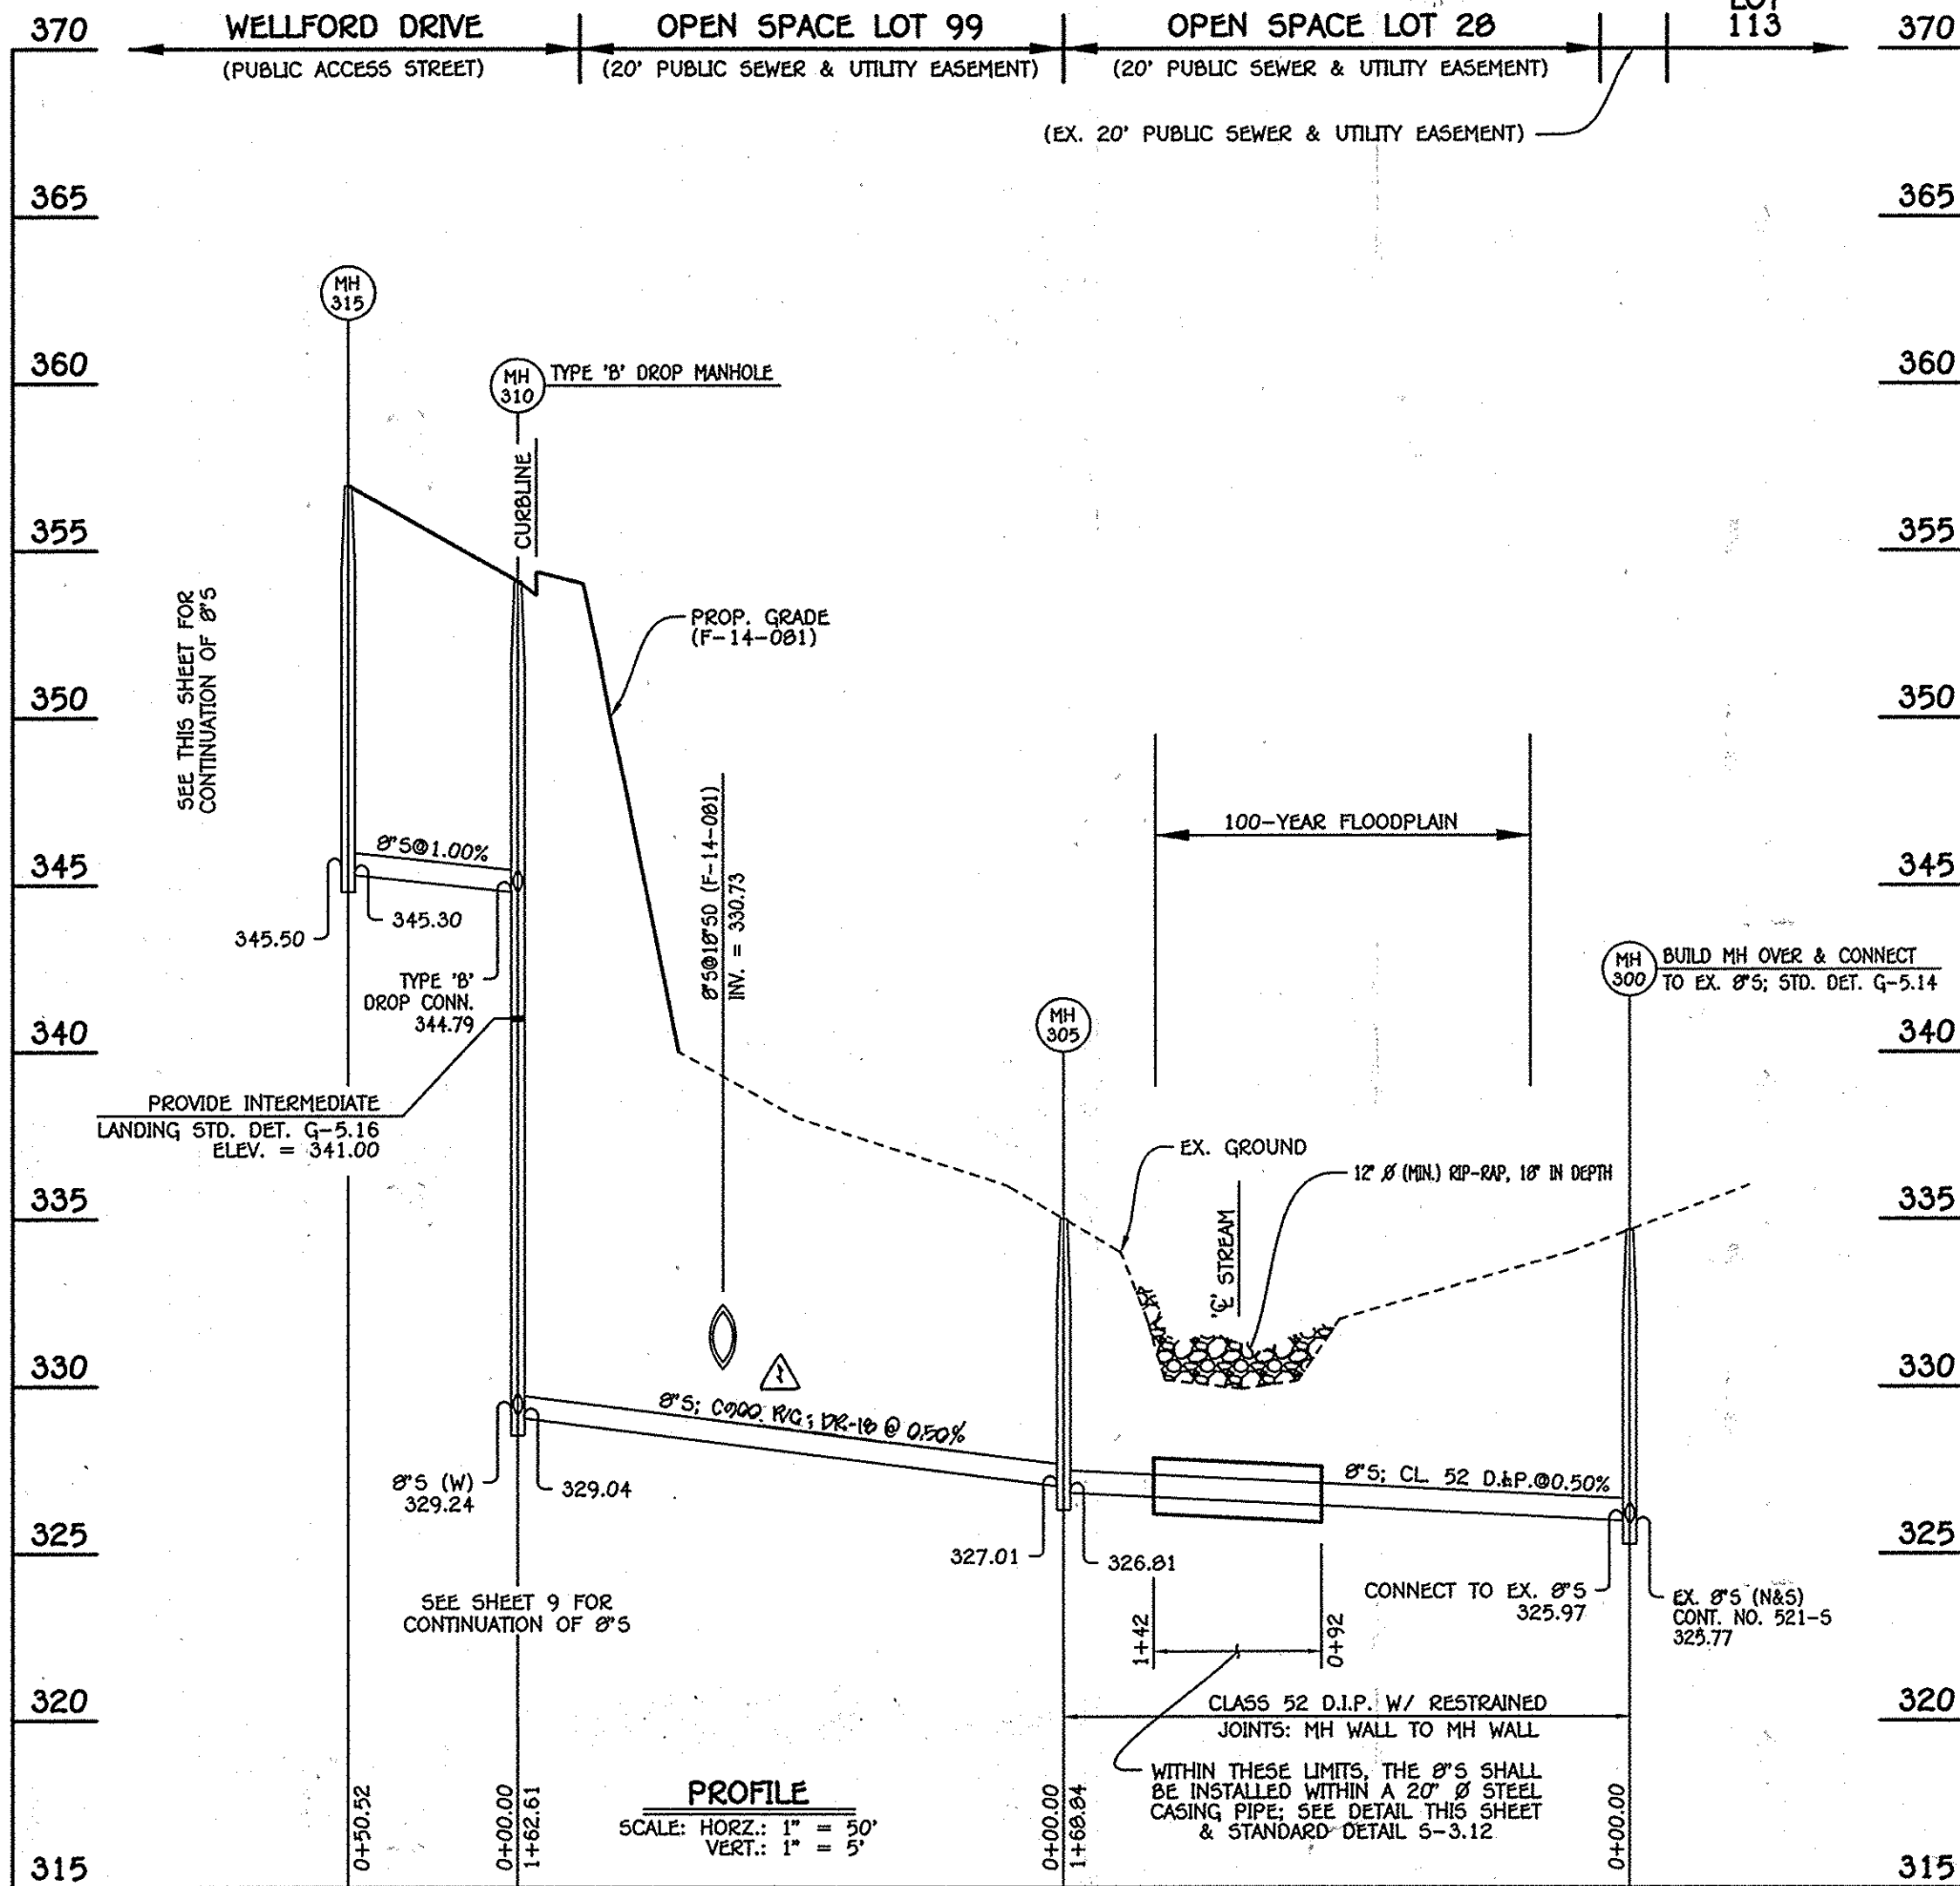 370
WELLFORD DRIVE
(PUBLIC ACCESS STREET)
OPEN SPACE LOT 99
(20' PUBLIC SEWER & UTILITY EASEMENT)
OPEN SPACE LOT 28
(20' PUBLIC SEWER & UTILITY EASEMENT)
LOT
113
370
(EX. 20' PUBLIC SEWER & UTILITY EASEMENT)
365
365
MH
315
360
MH
310
TYPE 'B' DROP MANHOLE
360
CURBLINE
355
355
SEE THIS SHEET FOR
CONTINUATION OF 8"S
PROP. GRADE
(F-14-081)
350
350
8"S@18"SD (F-14-081)
INV. = 330.73
100-YEAR FLOODPLAIN
345
8"S@1.00%
345
345.50
345.30
TYPE 'B'
DROP CONN.
344.79
MH
300
BUILD MH OVER & CONNECT
TO EX. 8"S; STD. DET. G-5.14
340
MH
305
340
PROVIDE INTERMEDIATE
LANDING STD. DET. G-5.16
ELEV. = 341.00
EX. GROUND
12" Ø (MIN.) RIP-RAP, 18" IN DEPTH
335
℄ STREAM
335
330
1
330
8"S; C900 P.V.C.; DR-18 @ 0.50%
8"S; CL. 52 D.I.P.@0.50%
8"S (W)
329.24
329.04
325
327.01
326.81
325
CONNECT TO EX. 8"S
325.97
EX. 8"S (N&S)
CONT. NO. 521-S
325.77
SEE SHEET 9 FOR
CONTINUATION OF 8"S
1+42
0+92
320
CLASS 52 D.I.P. W/ RESTRAINED
JOINTS: MH WALL TO MH WALL
320
WITHIN THESE LIMITS, THE 8"S SHALL
BE INSTALLED WITHIN A 20" Ø STEEL
CASING PIPE; SEE DETAIL THIS SHEET
& STANDARD DETAIL S-3.12
PROFILE
SCALE: HORZ.: 1" = 50'
VERT.: 1" = 5'
0+50.52
0+00.00
1+62.61
0+00.00
1+68.84
0+00.00
315
315